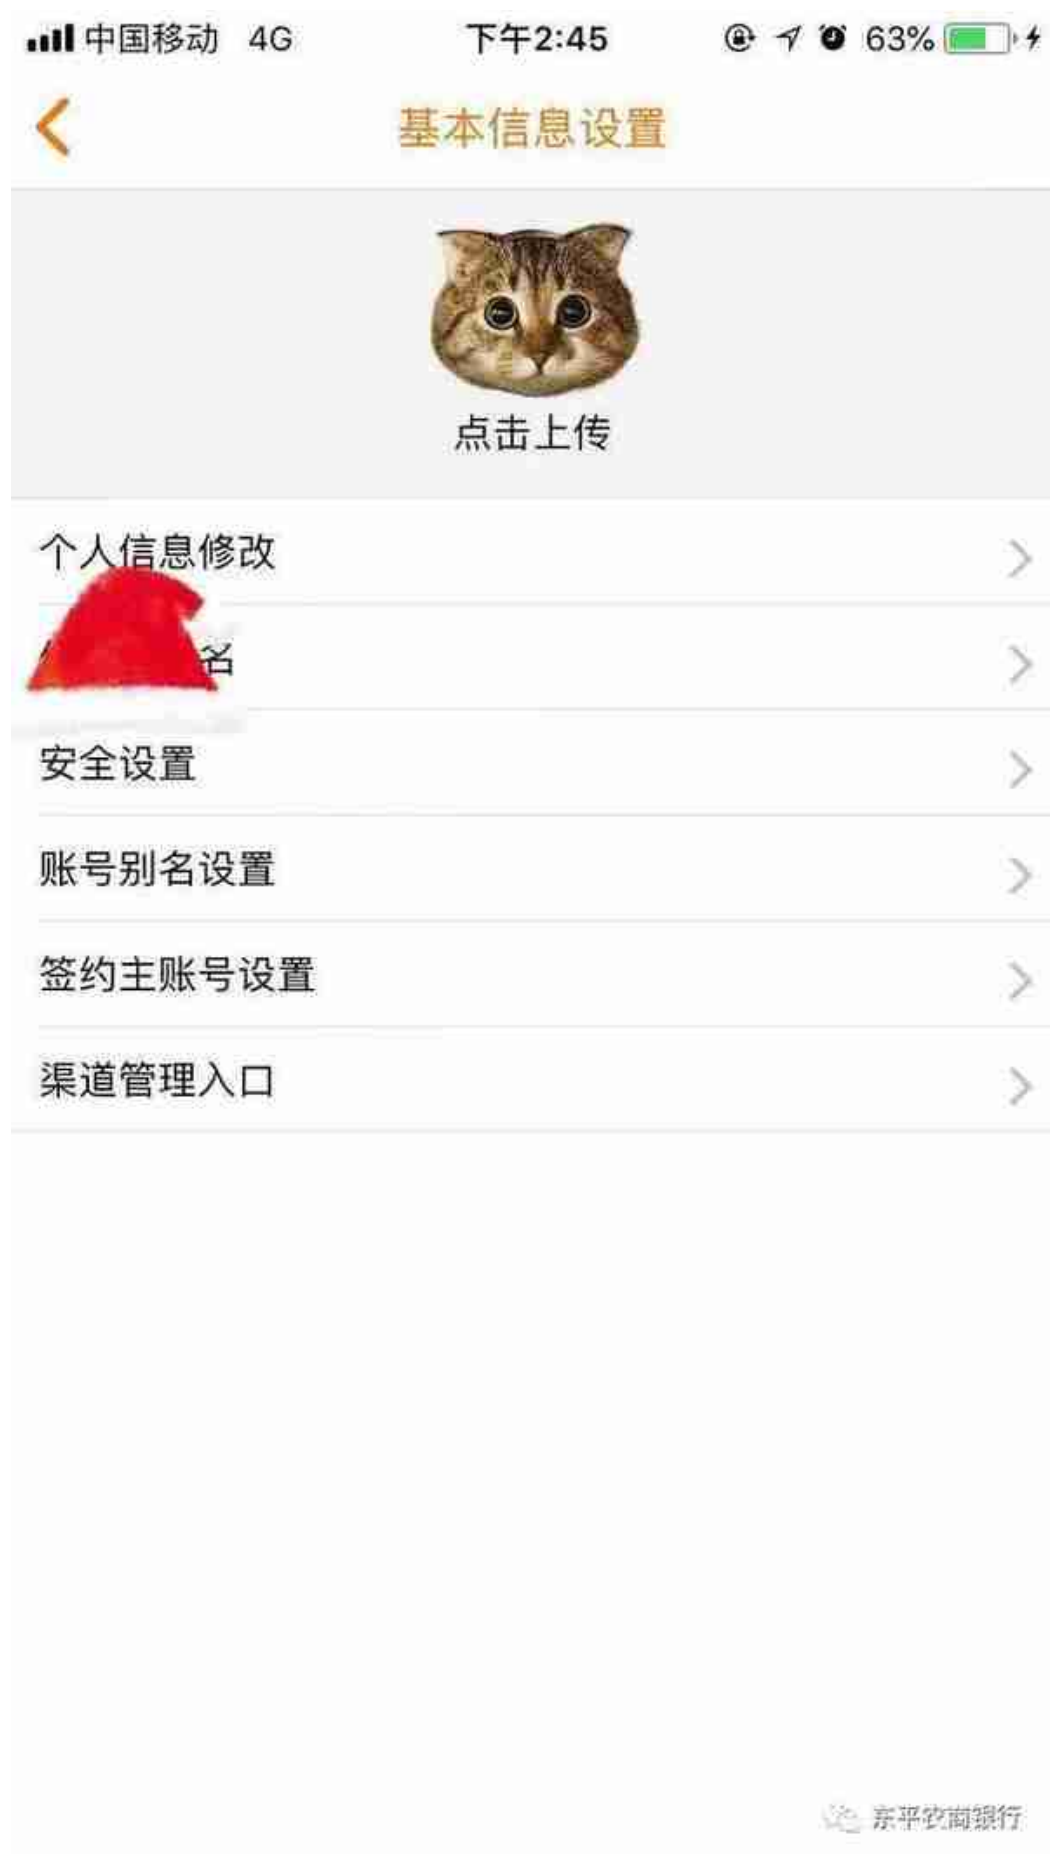 中国移动 4G 下午2:45 63%
基本信息设置
点击上传
个人信息修改
名
安全设置
账号别名设置
签约主账号设置
渠道管理入口
东平农商银行